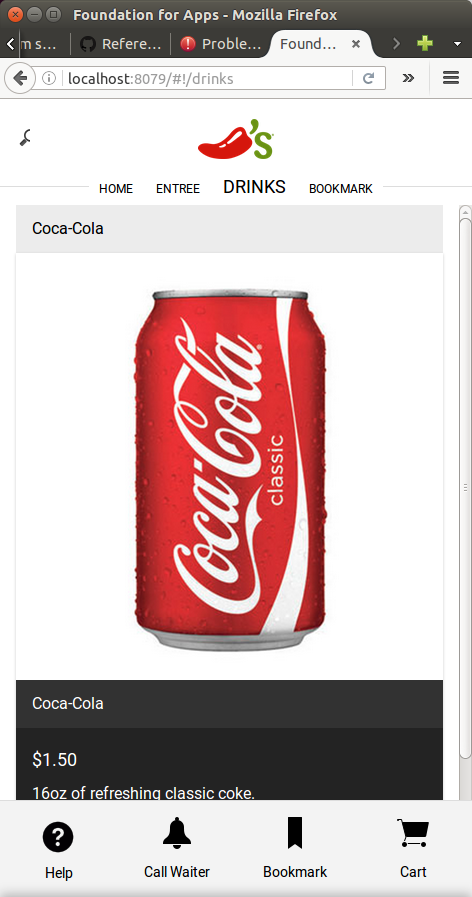 Foundation for Apps - Mozilla Firefox
m s...
Refere...
Proble...
Found...
localhost:8079/#!/drinks
's
HOME
ENTREE
DRINKS
BOOKMARK
Coca-Cola
Coca-Cola
classic
Coca-Cola
$1.50
16oz of refreshing classic coke.
Help
Call Waiter
Bookmark
Cart